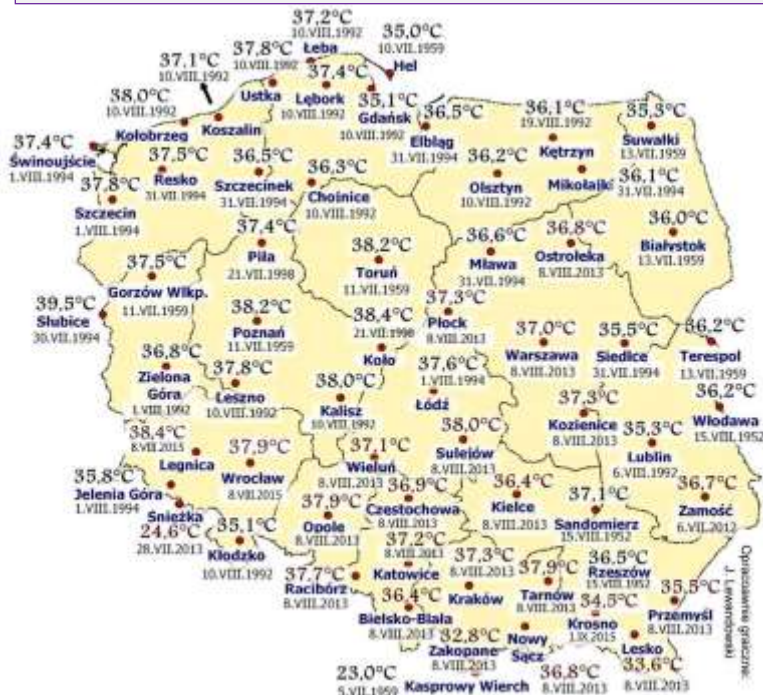 37,2°C
10.VIII.1992
Łeba
35,0°C
10.VII.1959
Hel
37,8°C
10.VIII.1992
Ustka
37,4°C
Lębork
10.VIII.1992
37,1°C
10.VIII.1992
Koszalin
38,0°C
10.VIII.1992
Kołobrzeg
35,1°C
Gdańsk
10.VIII.1992
36,5°C
Elbląg
31.VII.1994
36,1°C
19.VIII.1992
Kętrzyn
35,3°C
Suwałki
13.VII.1959
37,4°C
Świnoujście
1.VIII.1994
37,5°C
Resko
31.VII.1994
36,5°C
Szczecinek
31.VII.1994
36,3°C
Chojnice
10.VIII.1992
36,2°C
Olsztyn
10.VIII.1992
Mikołajki
36,1°C
31.VII.1994
37,8°C
Szczecin
1.VIII.1994
37,4°C
Piła
21.VII.1998
38,2°C
Toruń
11.VII.1959
36,6°C
Mława
31.VII.1994
36,8°C
Ostrołęka
8.VIII.2013
36,0°C
Białystok
13.VII.1959
37,5°C
Gorzów Wlkp.
11.VII.1959
39,5°C
Słubice
30.VII.1994
38,2°C
Poznań
11.VII.1959
38,4°C
21.VII.1998
Koło
37,3°C
Płock
8.VIII.2013
37,0°C
Warszawa
8.VIII.2013
35,5°C
Siedlce
31.VII.1994
36,2°C
Terespol
13.VII.1959
36,8°C
Zielona
Góra
1.VIII.1992
37,8°C
Leszno
10.VIII.1992
38,0°C
Kalisz
10.VIII.1992
37,6°C
1.VIII.1994
Łódź
37,3°C
Kozienice
8.VIII.2013
36,2°C
Włodawa
15.VIII.1952
38,4°C
8.VIII.2015
Legnica
37,9°C
Wrocław
8.VIII.2015
37,1°C
Wieluń
8.VIII.2013
38,0°C
Sulejów
8.VIII.2013
35,3°C
Lublin
6.VIII.1992
35,8°C
Jelenia Góra
1.VIII.1994
Śnieżka
24,6°C
28.VII.2013
35,1°C
Kłodzko
10.VIII.1992
37,9°C
Opole
8.VIII.2013
36,9°C
Częstochowa
8.VIII.2013
36,4°C
Kielce
8.VIII.2013
37,1°C
Sandomierz
15.VIII.1952
36,7°C
Zamość
6.VII.2012
37,7°C
Racibórz
8.VIII.2013
37,2°C
8.VIII.2013
Katowice
37,3°C
8.VIII.2013
Kraków
37,9°C
Tarnów
8.VIII.2013
36,5°C
Rzeszów
15.VIII.1952
36,4°C
Bielsko-Biała
8.VIII.2013
34,5°C
Krosno
1.IX.2015
35,5°C
Przemyśl
8.VIII.2013
32,8°C
Zakopane
8.VIII.2013
Nowy
Sącz
36,8°C
8.VIII.2013
Lesko
33,6°C
8.VIII.2013
23,0°C
5.VII.1959
Kasprowy Wierch
Opracowanie graficzne:
J. Lewandowski